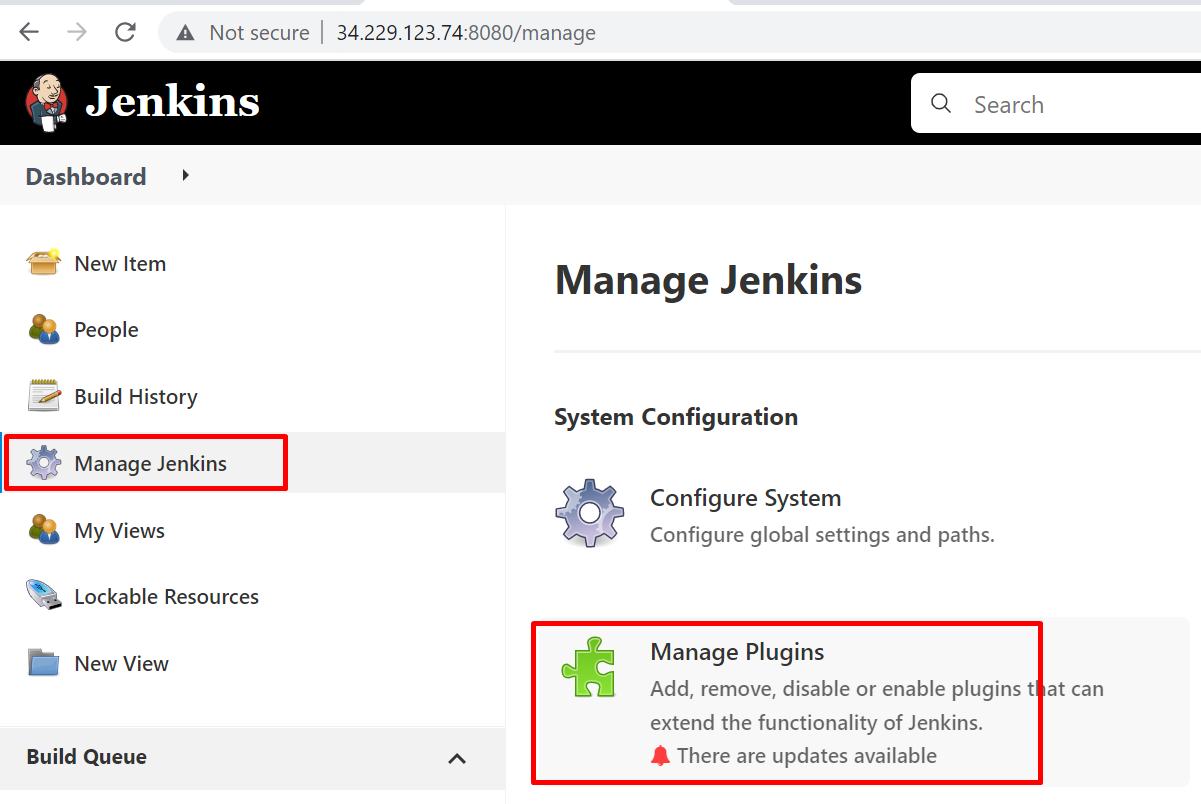 Not secure | 34.229.123.74:8080/manage
Jenkins
Search
Dashboard
New Item
People
Build History
Manage Jenkins
My Views
Lockable Resources
New View
Build Queue
Manage Jenkins
System Configuration
Configure System
Configure global settings and paths.
Manage Plugins
Add, remove, disable or enable plugins that can
extend the functionality of Jenkins.
There are updates available